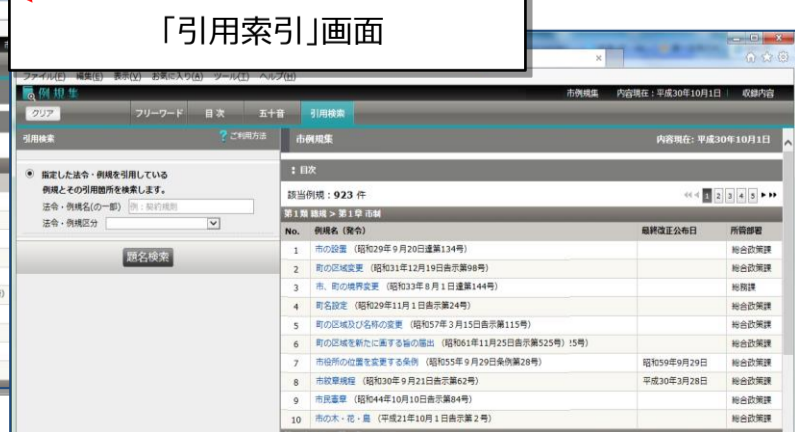 「引用索引」画面
ファイル(F) 編集(E) 表示(V) お気に入り(A) ツール(T) ヘルプ(H)
例規集
市例規集 内容現在:平成30年10月1日 | 収録内容
クリア フリーワード 目次 五十音 引用検索
引用検索 ? ご利用方法
指定した法令・例規を引用している
例規とその引用箇所を検索します。
法令・例規名(の一部) 例:契約規則
法令・例規区分
題名検索
市例規集 内容現在: 平成30年10月1日
: 目次
該当例規:923 件 1 2 3 4 5
第1類 総規 > 第1章 市制
No. 例規名(発令) 最終改正公布日 所管部署
1 市の設置 (昭和29年9月20日達第134号) 総合政策課
2 町の区域変更 (昭和31年12月19日告示第98号) 総合政策課
3 市、町の境界変更 (昭和33年8月1日達第144号) 総務課
4 町名設定 (昭和29年11月1日告示第24号) 総合政策課
5 町の区域及び名称の変更 (昭和57年3月15日告示第115号) 総合政策課
6 町の区域を新たに画する旨の届出 (昭和61年11月25日告示第525号) !5号) 総合政策課
7 市役所の位置を変更する条例 (昭和55年9月29日条例第28号) 昭和59年9月29日 総合政策課
8 市紋章規程 (昭和30年9月21日告示第62号) 平成30年3月28日 総合政策課
9 市民憲章 (昭和44年10月10日告示第84号) 総合政策課
10 市の木・花・鳥 (平成21年10月1日告示第2号) 総合政策課